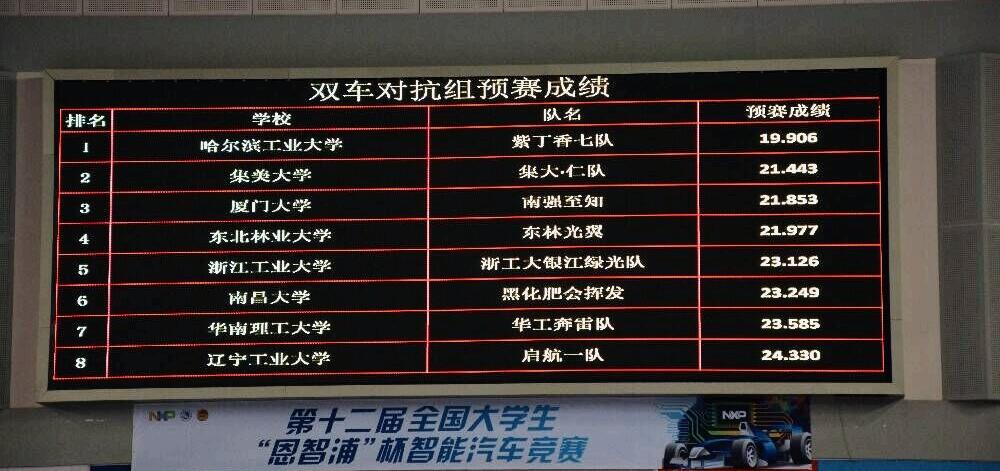 双车对抗组预赛成绩
排名 学校 队名 预赛成绩
1 哈尔滨工业大学 紫丁香七队 19.906
2 集美大学 集大·仁队 21.443
3 厦门大学 南强至知 21.853
4 东北林业大学 东林光翼 21.977
5 浙江工业大学 浙工大银江绿光队 23.126
6 南昌大学 黑化肥会挥发 23.249
7 华南理工大学 华工奔雷队 23.585
8 辽宁工业大学 启航一队 24.330
NXP
第十二届全国大学生
“恩智浦”杯智能汽车竞赛
NXP